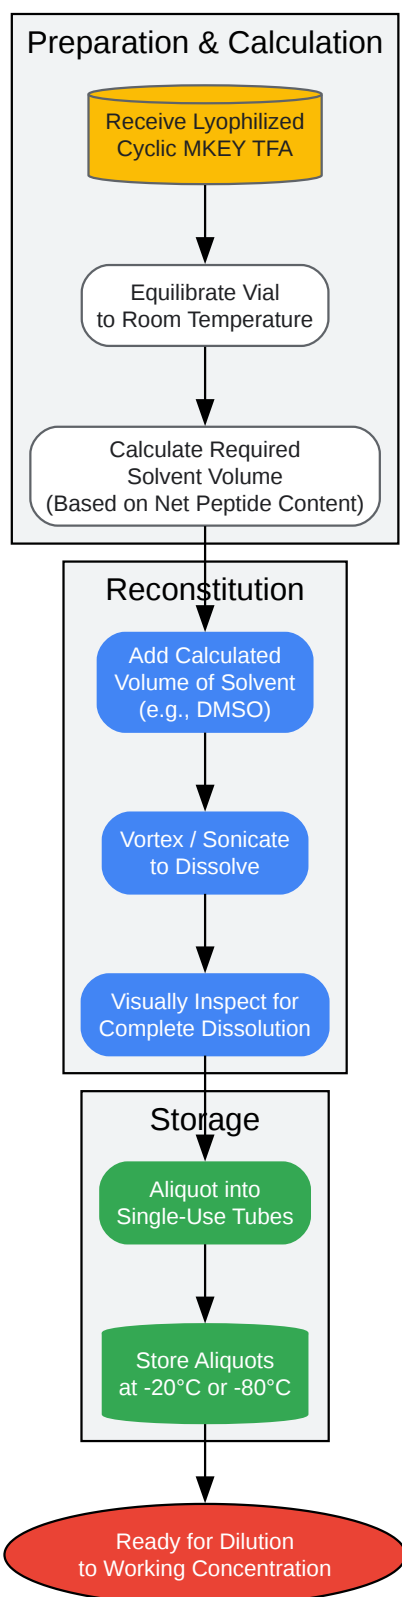 Preparation & Calculation
Receive Lyophilized
Cyclic MKEY TFA
Equilibrate Vial
to Room Temperature
Calculate Required
Solvent Volume
(Based on Net Peptide Content)
Reconstitution
Add Calculated
Volume of Solvent
(e.g., DMSO)
Vortex / Sonicate
to Dissolve
Visually Inspect for
Complete Dissolution
Storage
Aliquot into
Single-Use Tubes
Store Aliquots
at -20°C or -80°C
Ready for Dilution
to Working Concentration